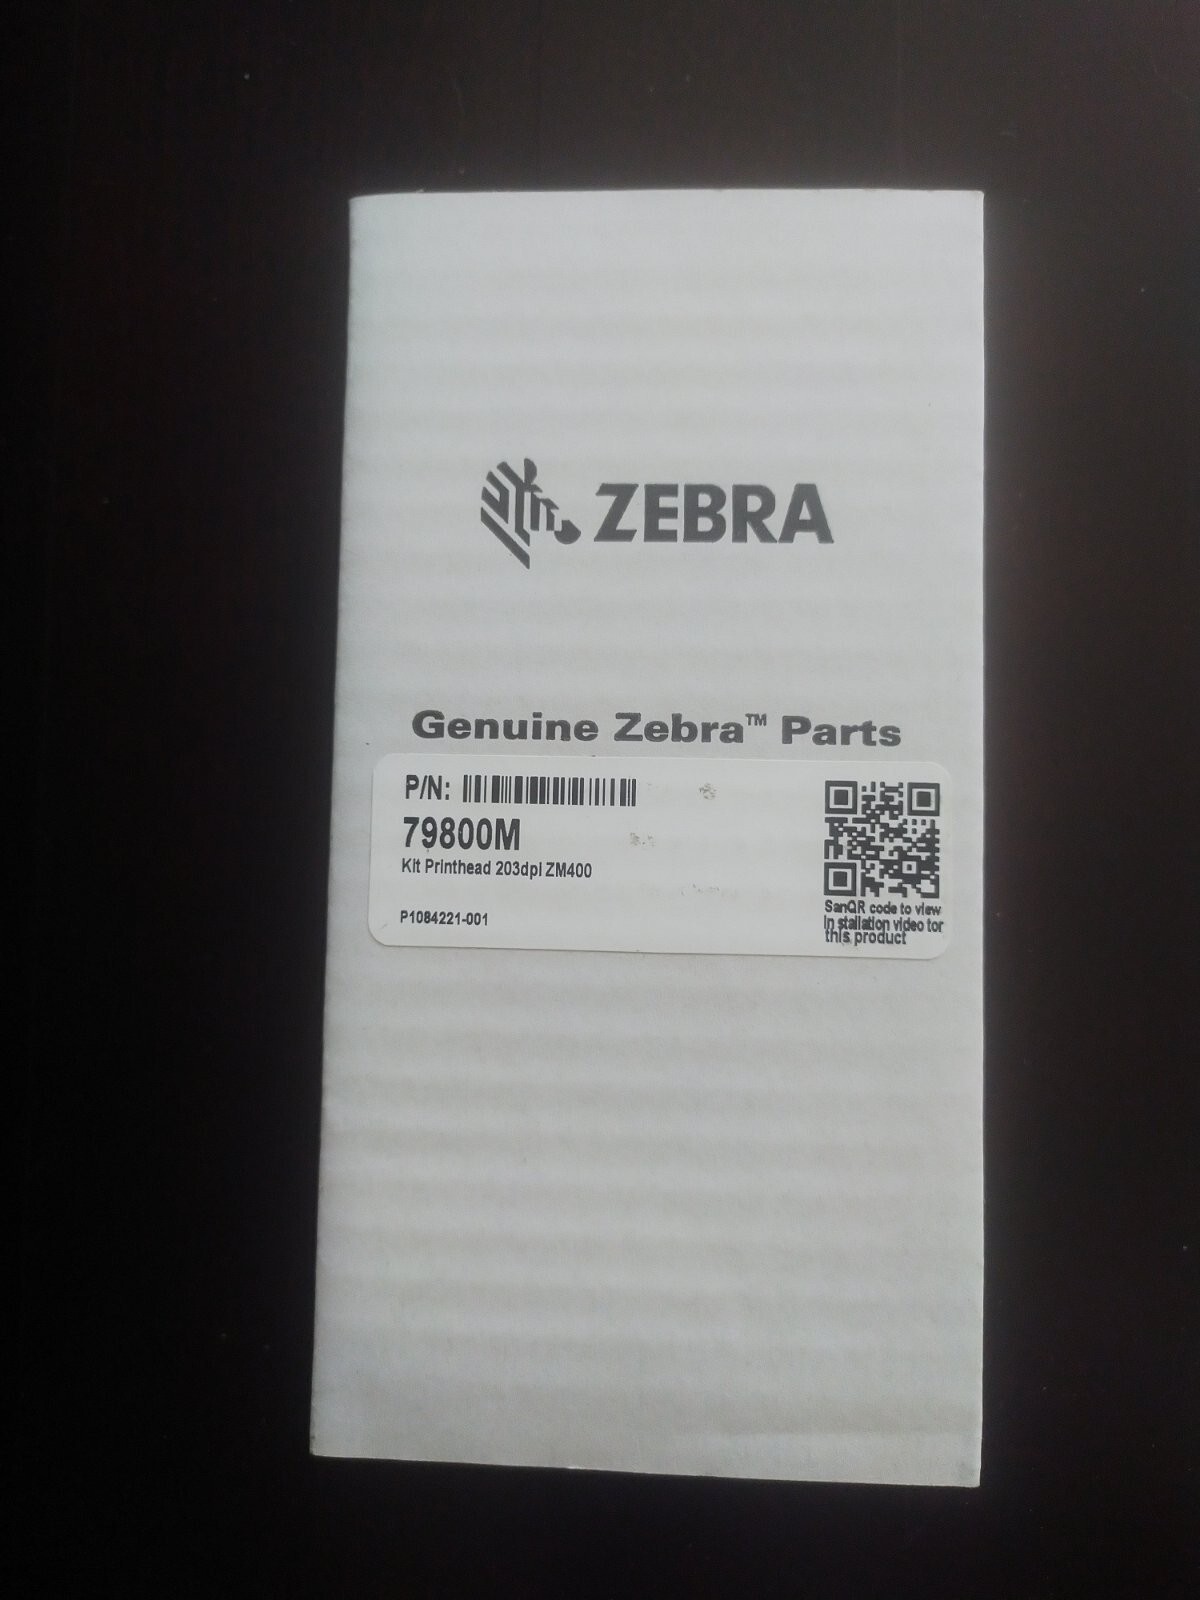 ZEBRA
Genuine Zebra™ Parts
P/N:
79800M
Kit Printhead 203dpi ZM400
P1084221-001
SanQR code to view
In stallation video tor
this product